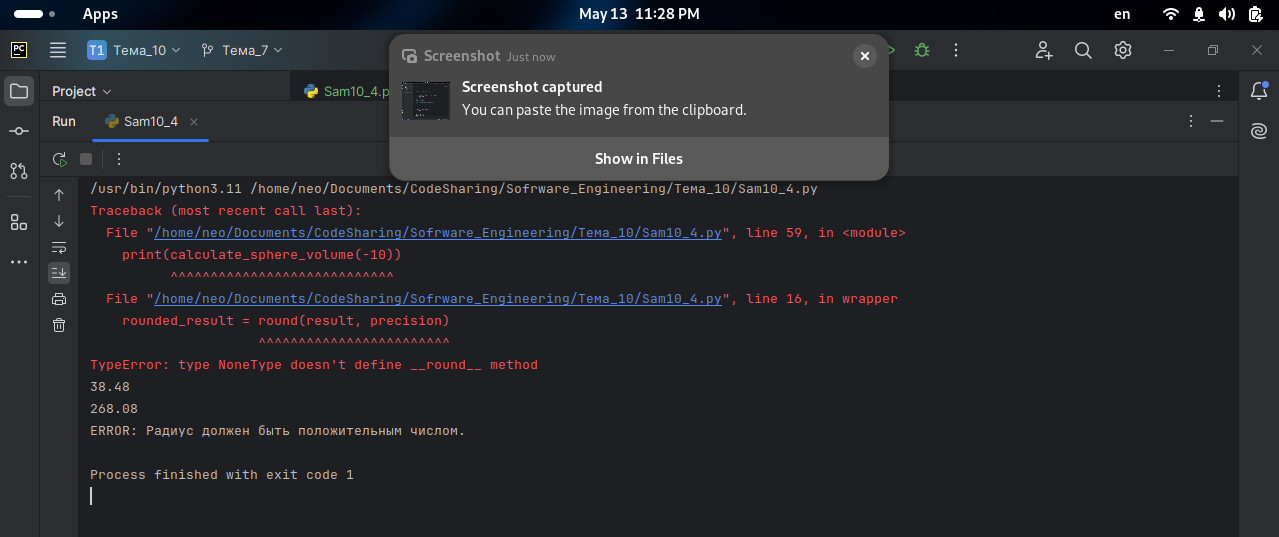 Apps
May 13 11:28 PM
en
PC
T1 Тема_10
Тема_7
Screenshot Just now
Screenshot captured
You can paste the image from the clipboard.
Show in Files
Project
Sam10_4.p
Run
Sam10_4
/usr/bin/python3.11 /home/neo/Documents/CodeSharing/Sofrware_Engineering/Тема_10/Sam10_4.py
Traceback (most recent call last):
File "/home/neo/Documents/CodeSharing/Sofrware_Engineering/Тема_10/Sam10_4.py", line 59, in <module>
print(calculate_sphere_volume(-10))
^^^^^^^^^^^^^^^^^^^^^^^^^^^^
File "/home/neo/Documents/CodeSharing/Sofrware_Engineering/Тема_10/Sam10_4.py", line 16, in wrapper
rounded_result = round(result, precision)
^^^^^^^^^^^^^^^^^^^^^^^^
TypeError: type NoneType doesn't define __round__ method
38.48
268.08
ERROR: Радиус должен быть положительным числом.
Process finished with exit code 1